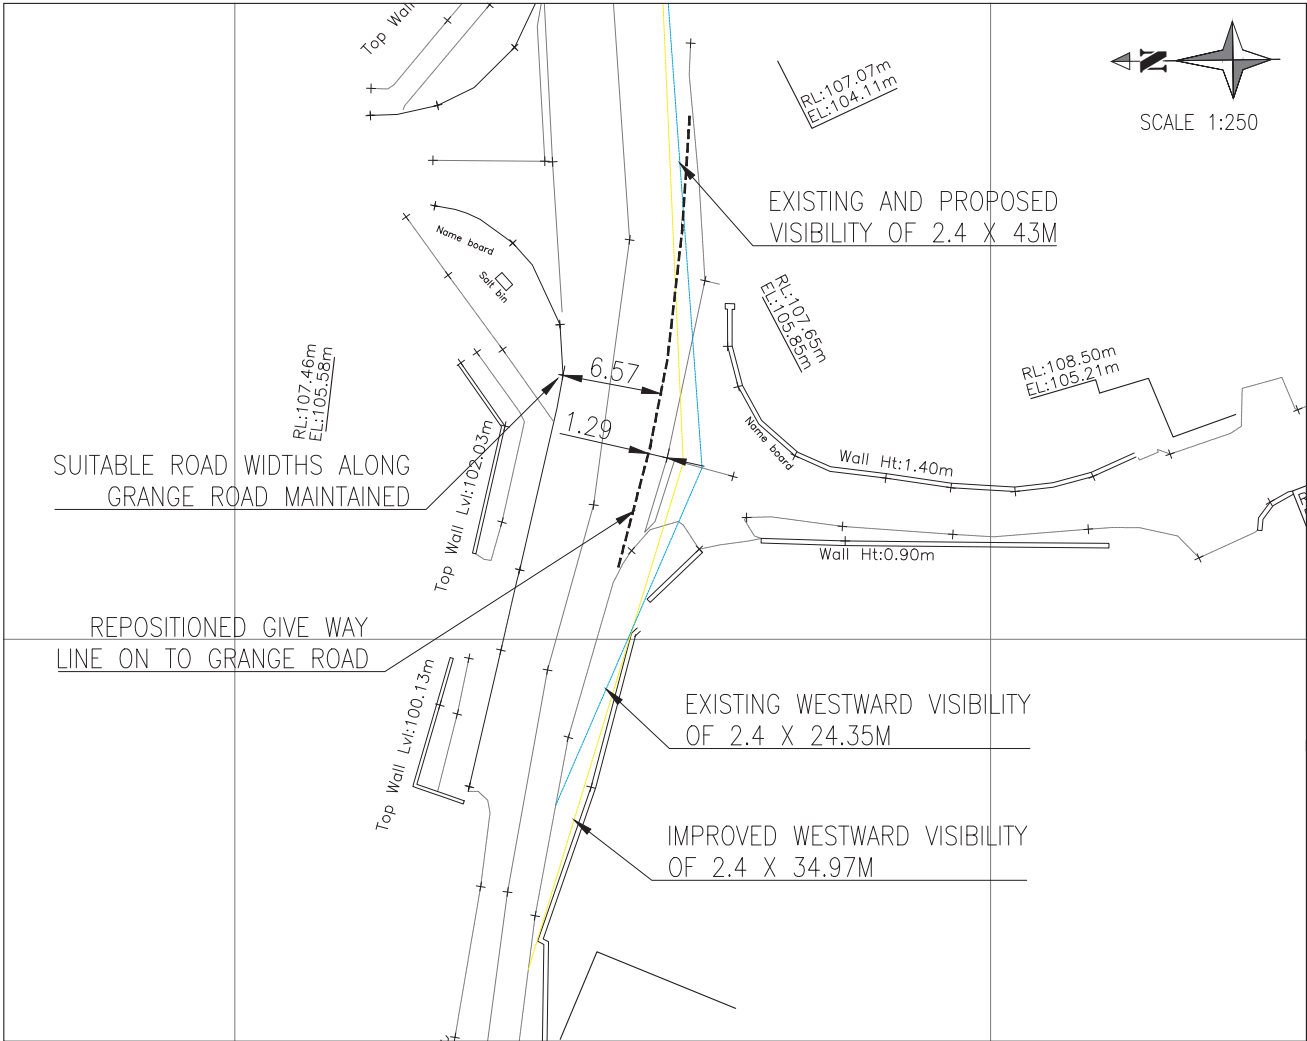 Top Wall
N
SCALE 1:250
RL:107.07m
EL:104.11m
EXISTING AND PROPOSED
VISIBILITY OF 2.4 X 43M
Name board
Salt bin
RL:107.65m
EL:105.85m
RL:107.46m
EL:105.58m
6.57
1.29
RL:108.50m
EL:105.21m
Name board
Wall Ht:1.40m
SUITABLE ROAD WIDTHS ALONG
GRANGE ROAD MAINTAINED
Top Wall Lvl:102.03m
Wall Ht:0.90m
REPOSITIONED GIVE WAY
LINE ON TO GRANGE ROAD
Top Wall Lvl:100.13m
EXISTING WESTWARD VISIBILITY
OF 2.4 X 24.35M
IMPROVED WESTWARD VISIBILITY
OF 2.4 X 34.97M